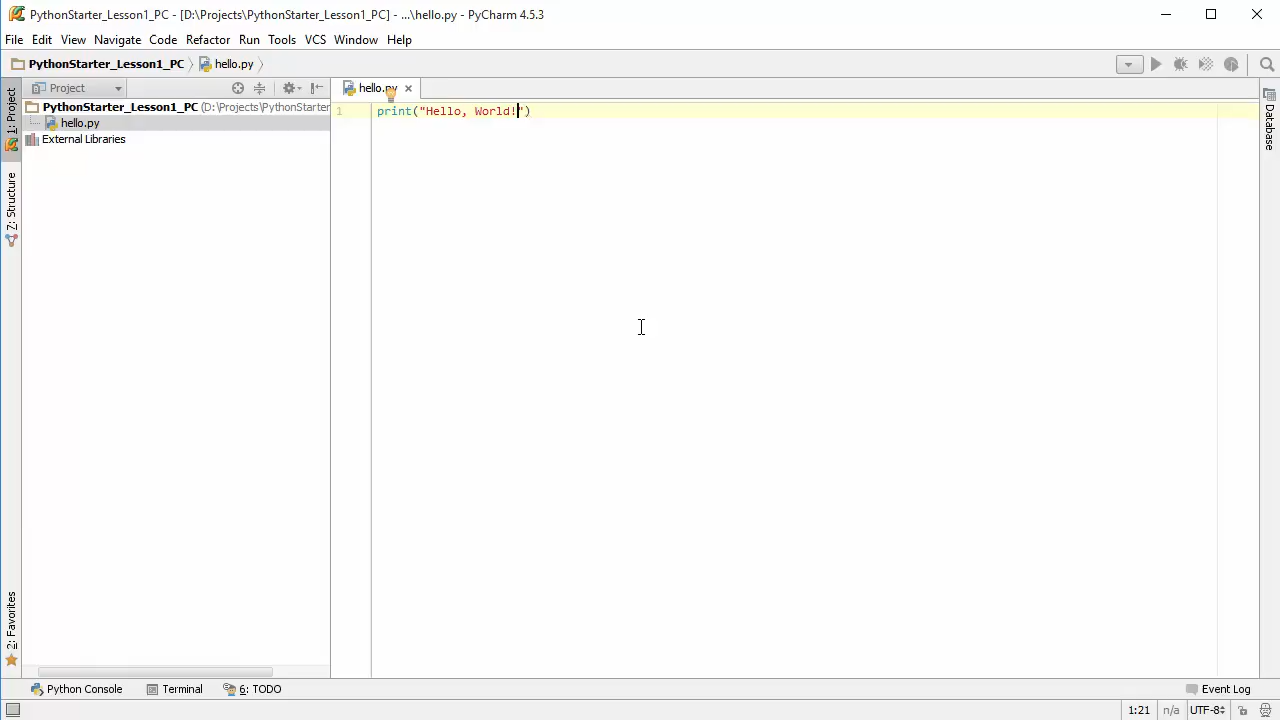 PythonStarter_Lesson1_PC - [D:\Projects\PythonStarter_Lesson1_PC] - ...\hello.py - PyCharm 4.5.3
File Edit View Navigate Code Refactor Run Tools VCS Window Help
PythonStarter_Lesson1_PC hello.py
1: Project
Project
hello.py
Database
PythonStarter_Lesson1_PC (D:\Projects\PythonStarter
1 print("Hello, World!")
hello.py
External Libraries
Z: Structure
2: Favorites
Python Console Terminal 6: TODO Event Log
1:21 n/a UTF-8